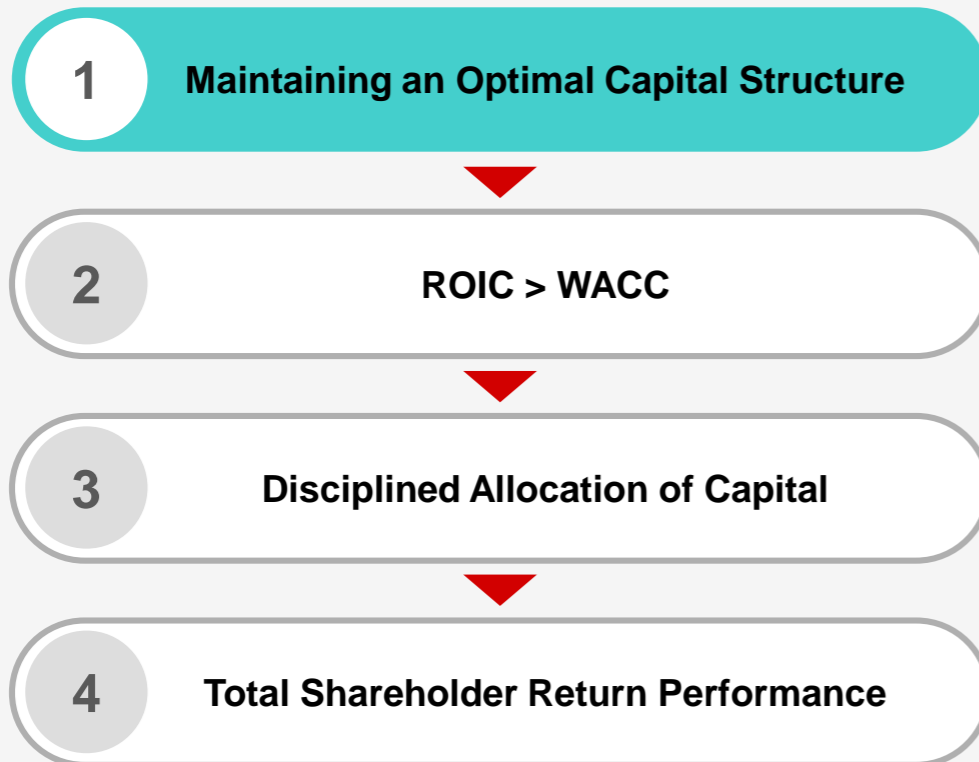 1
Maintaining an Optimal Capital Structure
2
ROIC > WACC
3
Disciplined Allocation of Capital
4
Total Shareholder Return Performance